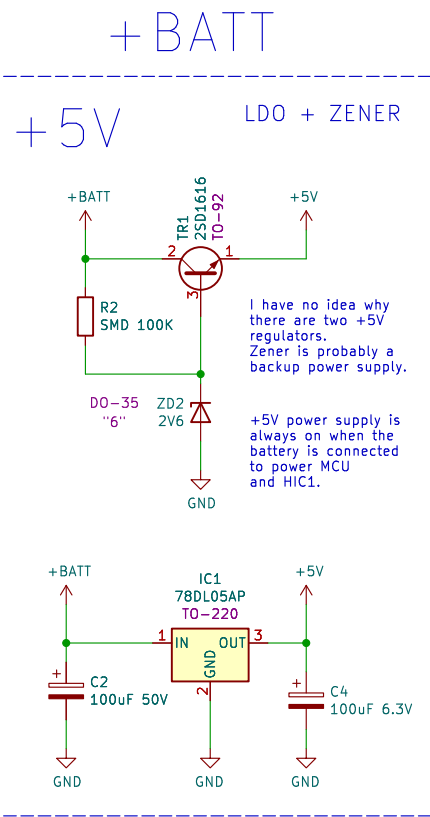 +BATT
+5V
LDO + ZENER
+BATT
+5V
TR1
2SD1616
TO-92
2
1
3
R2
SMD 100K
I have no idea why
there are two +5V
regulators.
Zener is probably a
backup power supply.
DO-35
"6"
ZD2
2V6
+5V power supply is
always on when the
battery is connected
to power MCU
and HIC1.
GND
+BATT
+5V
IC1
78DL05AP
TO-220
1
IN
OUT
3
GND
2
+
C2
100uF 50V
+
C4
100uF 6.3V
GND
GND
GND